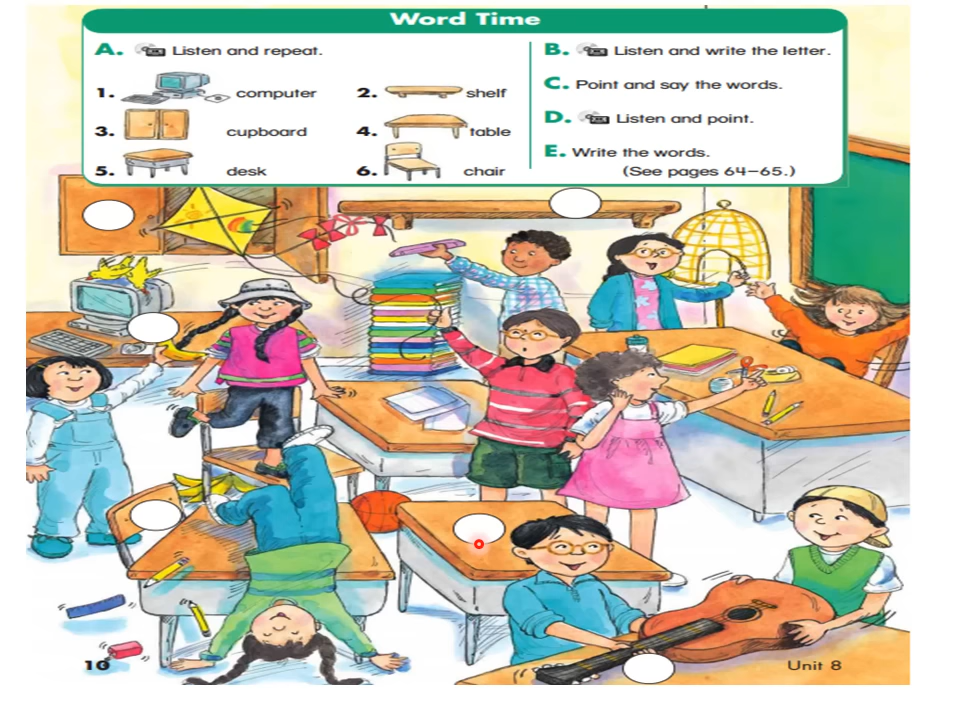 Word Time
A. Listen and repeat.
1. computer 2. shelf
3. cupboard 4. table
5. desk 6. chair
B. Listen and write the letter.
C. Point and say the words.
D. Listen and point.
E. Write the words.
(See pages 64–65.)
10
Unit 8